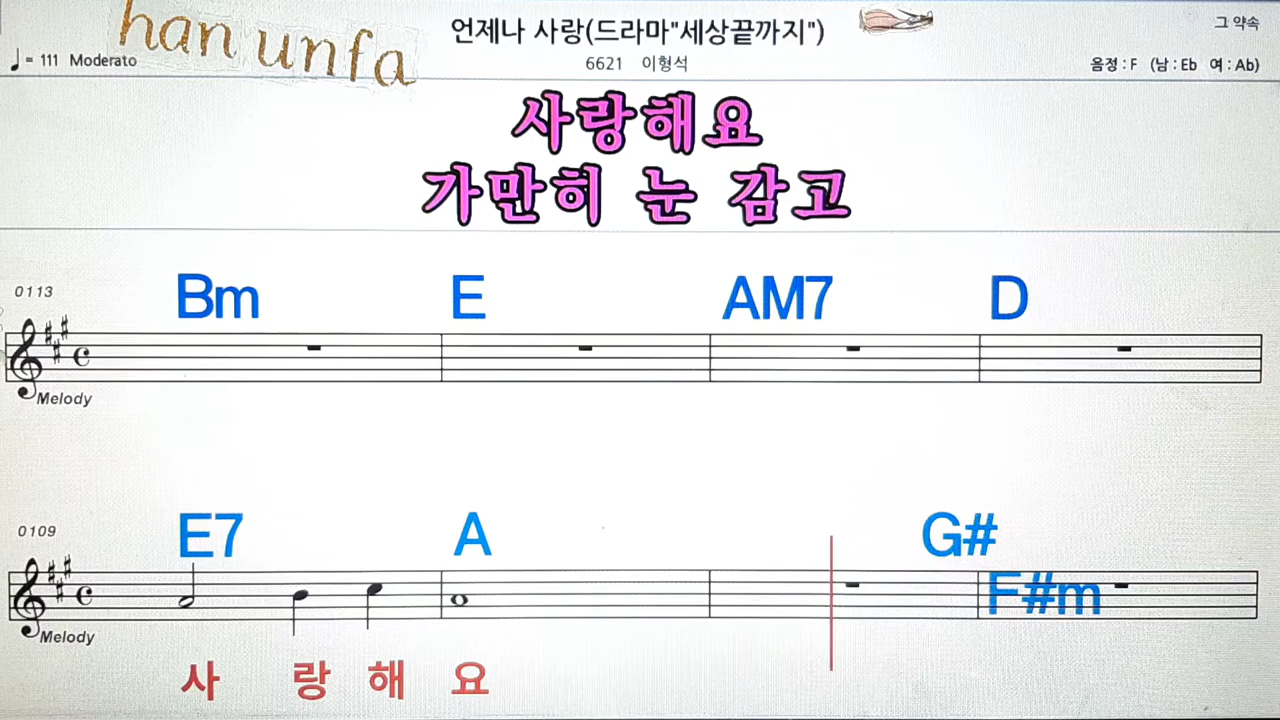 han unfa
언제나 사랑(드라마"세상끝까지")
그 약속
♩= 111 Moderato
6621 이형석
음정 : F (남 : Eb 여 : Ab)
사랑해요
가만히 눈 감고
0113
Bm E AM7 D
Melody
0109
E7 A G#
F#m
Melody
사 랑 해 요